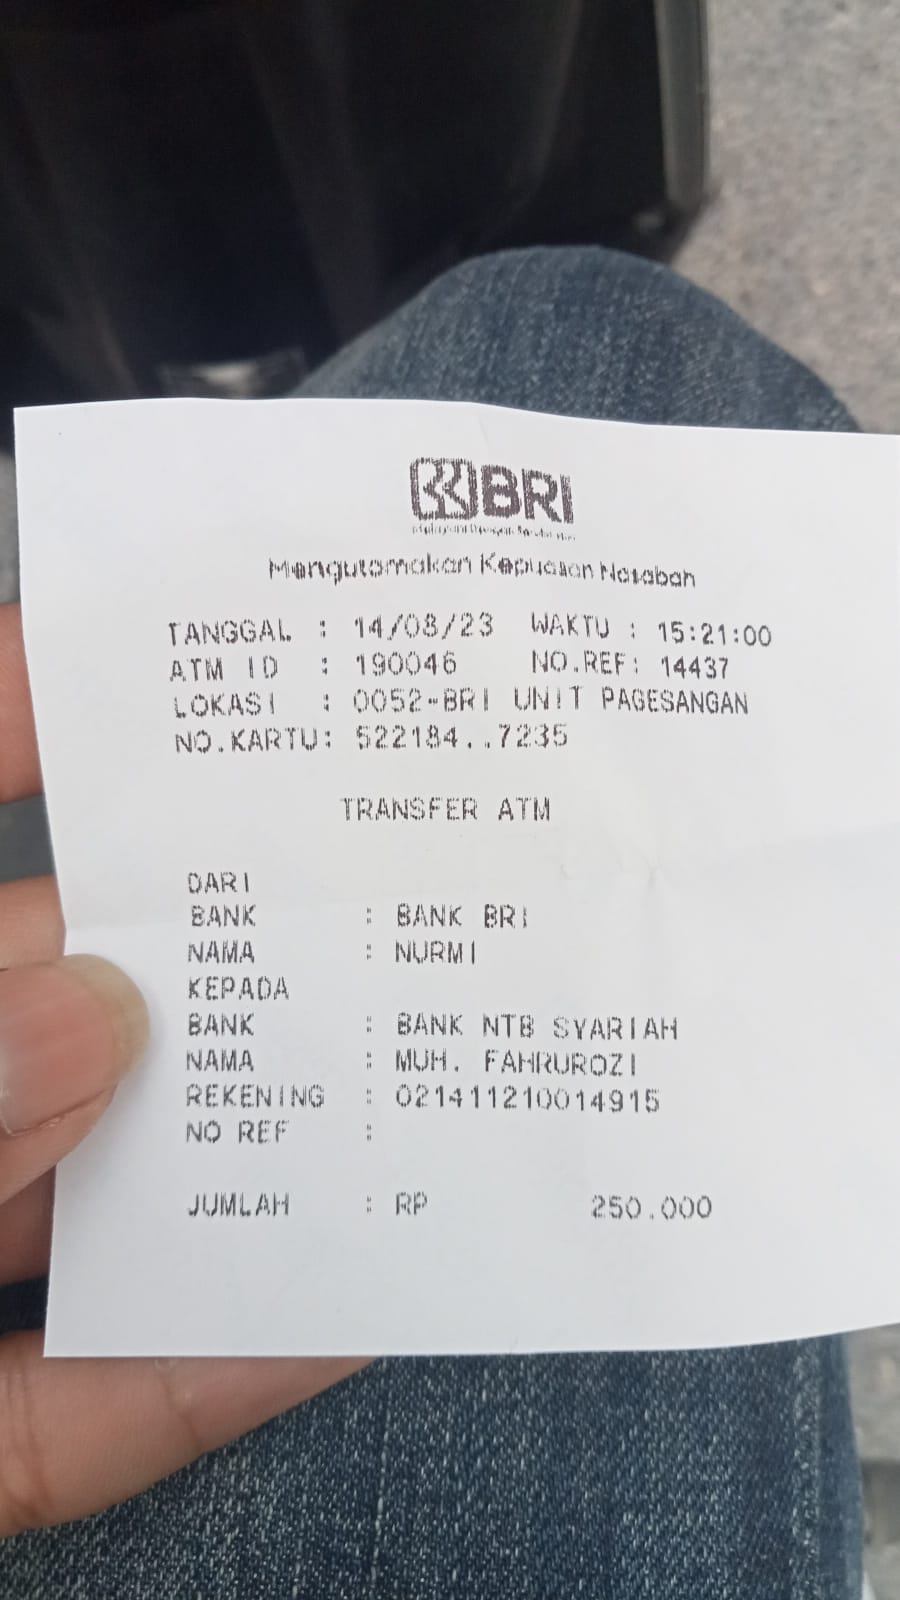 BRI
Mengutamakan Kepuasan Nasabah
TANGGAL : 14/08/23 WAKTU : 15:21:00
ATM ID : 190046 NO.REF: 14437
LOKASI : 0052-BRI UNIT PAGESANGAN
NO.KARTU: 522184..7235
TRANSFER ATM
DARI
BANK : BANK BRI
NAMA : NURMI
KEPADA
BANK : BANK NTB SYARIAH
NAMA : MUH. FAHRUROZI
REKENING : 021411210014915
NO REF :
JUMLAH : RP 250.000